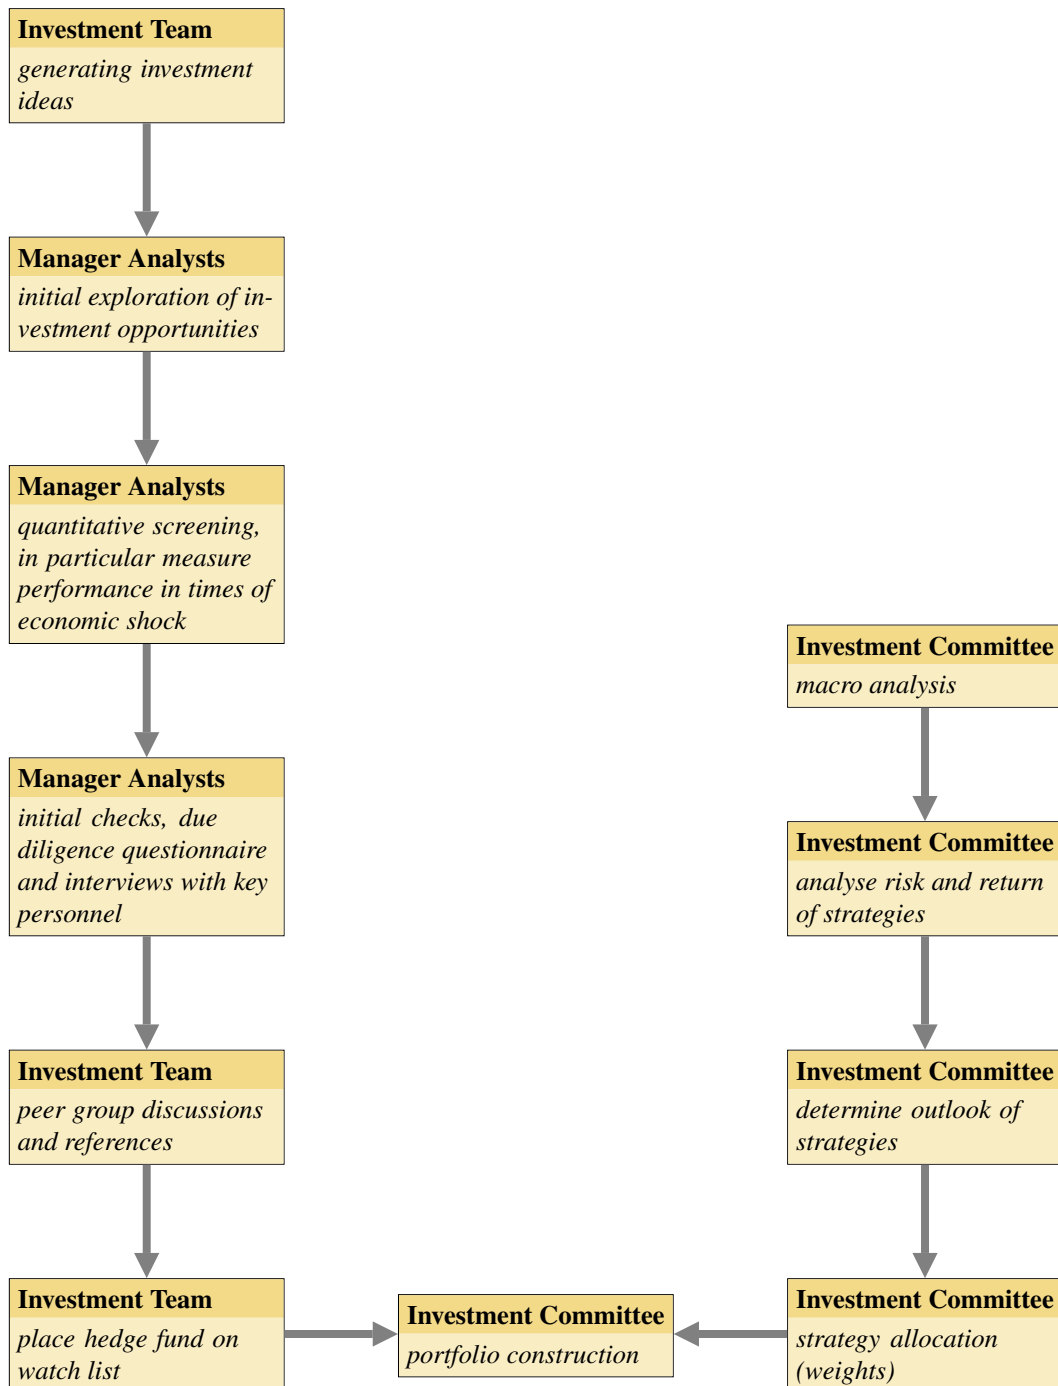 Investment Team
generating investment
ideas
Manager Analysts
initial exploration of in-
vestment opportunities
Manager Analysts
quantitative screening,
in particular measure
performance in times of
economic shock
Manager Analysts
initial checks, due
diligence questionnaire
and interviews with key
personnel
Investment Team
peer group discussions
and references
Investment Team
place hedge fund on
watch list
Investment Committee
portfolio construction
Investment Committee
macro analysis
Investment Committee
analyse risk and return
of strategies
Investment Committee
determine outlook of
strategies
Investment Committee
strategy allocation
(weights)